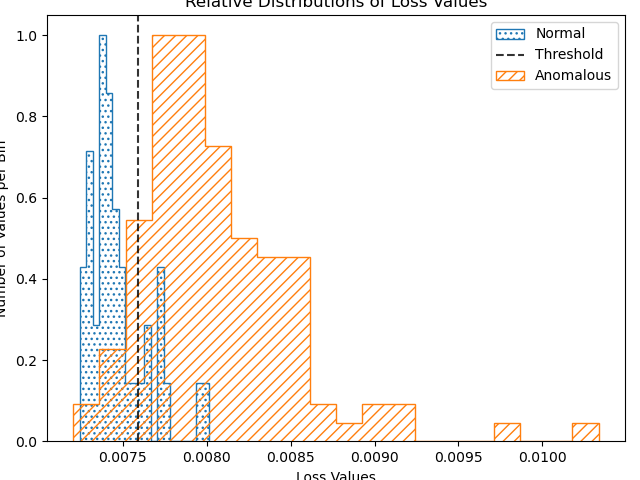 Relative Distributions of Loss Values
Normal
Threshold
Anomalous
Number of Values per Bin
1.0
0.8
0.6
0.4
0.2
0.0
0.0075
0.0080
0.0085
0.0090
0.0095
0.0100
Loss Values